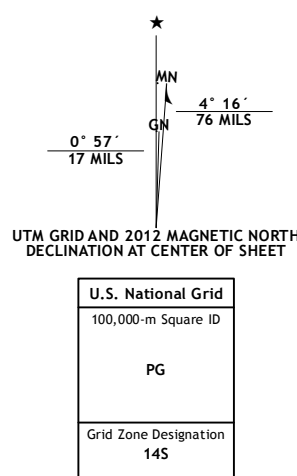 MN
4° 16´
76 MILS
GN
0° 57´
17 MILS
UTM GRID AND 2012 MAGNETIC NORTH
DECLINATION AT CENTER OF SHEET
U.S. National Grid
100,000-m Square ID
PG
Grid Zone Designation
14S